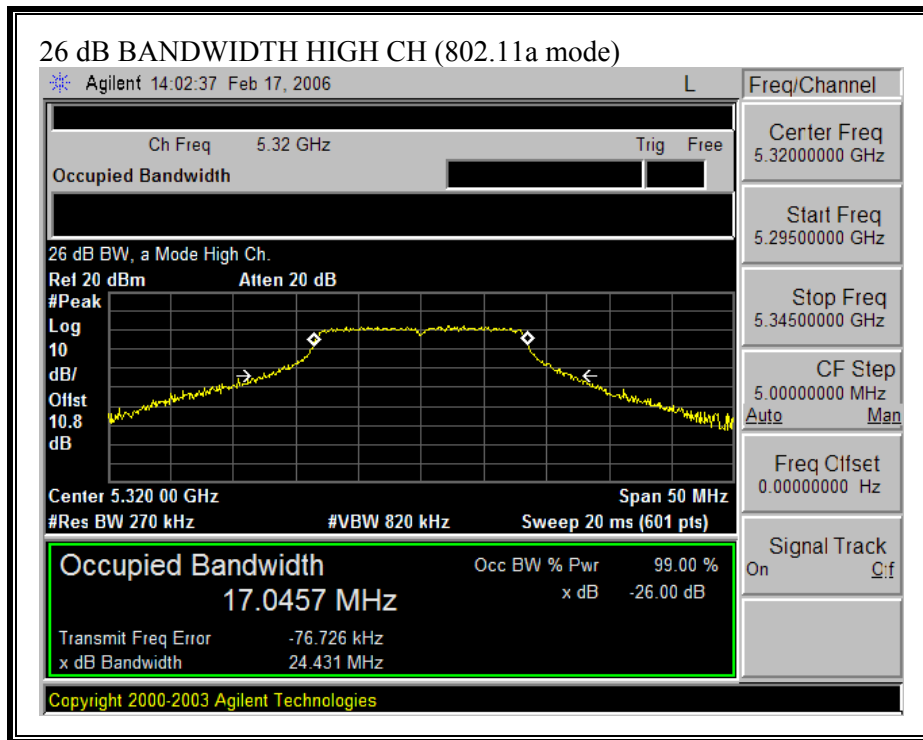 26 dB BANDWIDTH HIGH CH (802.11a mode)
Agilent 14:02:37 Feb 17, 2006 L
Freq/Channel
Ch Freq 5.32 GHz Trig Free
Occupied Bandwidth
Center Freq
5.32000000 GHz
Start Freq
5.29500000 GHz
Stop Freq
5.34500000 GHz
CF Step
5.00000000 MHz
Auto Man
Freq Offset
0.00000000 Hz
Signal Track
On Off
26 dB BW, a Mode High Ch.
Ref 20 dBm Atten 20 dB
#Peak
Log
10
dB/
Offst
10.8
dB
Center 5.320 00 GHz Span 50 MHz
#Res BW 270 kHz #VBW 820 kHz Sweep 20 ms (601 pts)
Occupied Bandwidth
17.0457 MHz
Occ BW % Pwr 99.00 %
x dB -26.00 dB
Transmit Freq Error -76.726 kHz
x dB Bandwidth 24.431 MHz
Copyright 2000-2003 Agilent Technologies